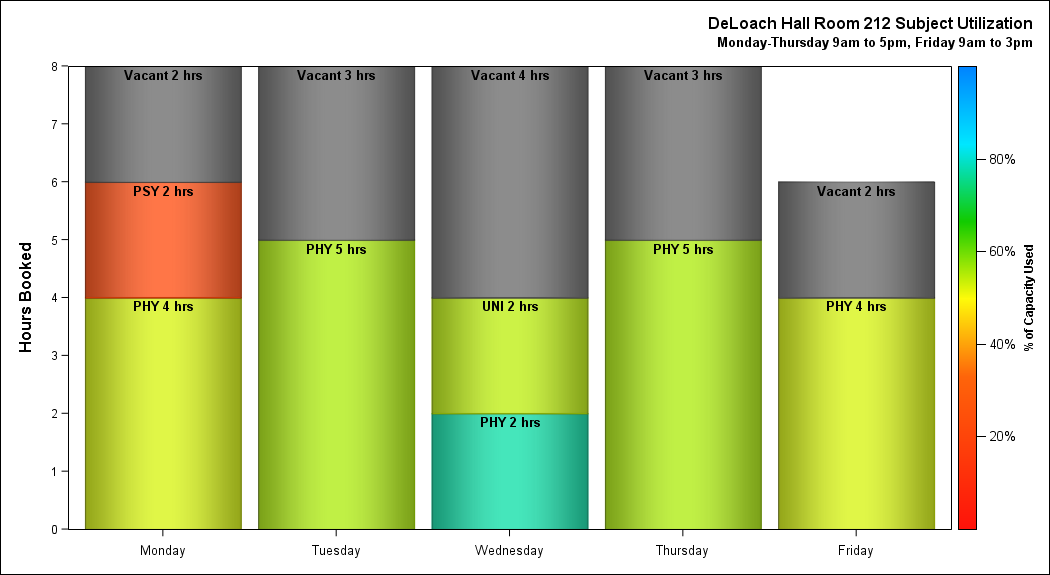 DeLoach Hall Room 212 Subject Utilization
Monday-Thursday 9am to 5pm, Friday 9am to 3pm
Hours Booked
8
7
6
5
4
3
2
1
0
Vacant 2 hrs
PSY 2 hrs
PHY 4 hrs
Vacant 3 hrs
PHY 5 hrs
Vacant 4 hrs
UNI 2 hrs
PHY 2 hrs
Vacant 3 hrs
PHY 5 hrs
Vacant 2 hrs
PHY 4 hrs
Monday
Tuesday
Wednesday
Thursday
Friday
80%
60%
40%
20%
% of Capacity Used